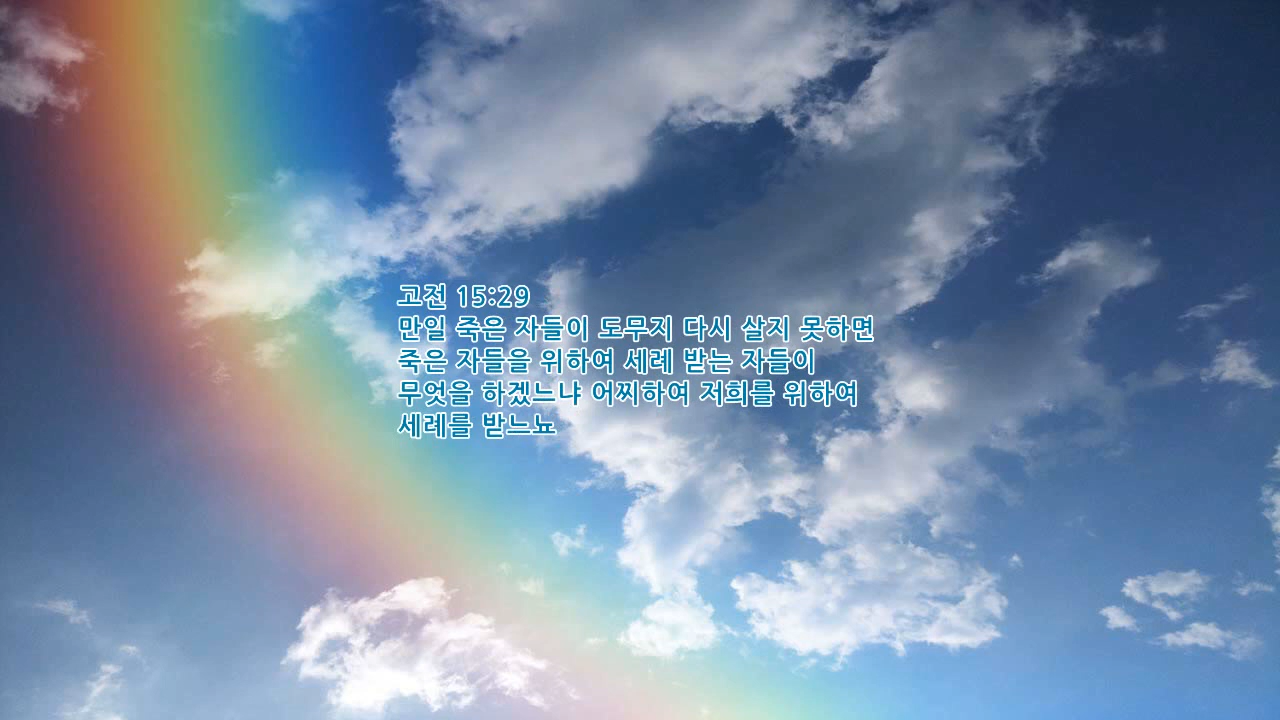 고전 15:29
만일 죽은 자들이 도무지 다시 살지 못하면
죽은 자들을 위하여 세례 받는 자들이
무엇을 하겠느냐 어찌하여 저희를 위하여
세례를 받느뇨